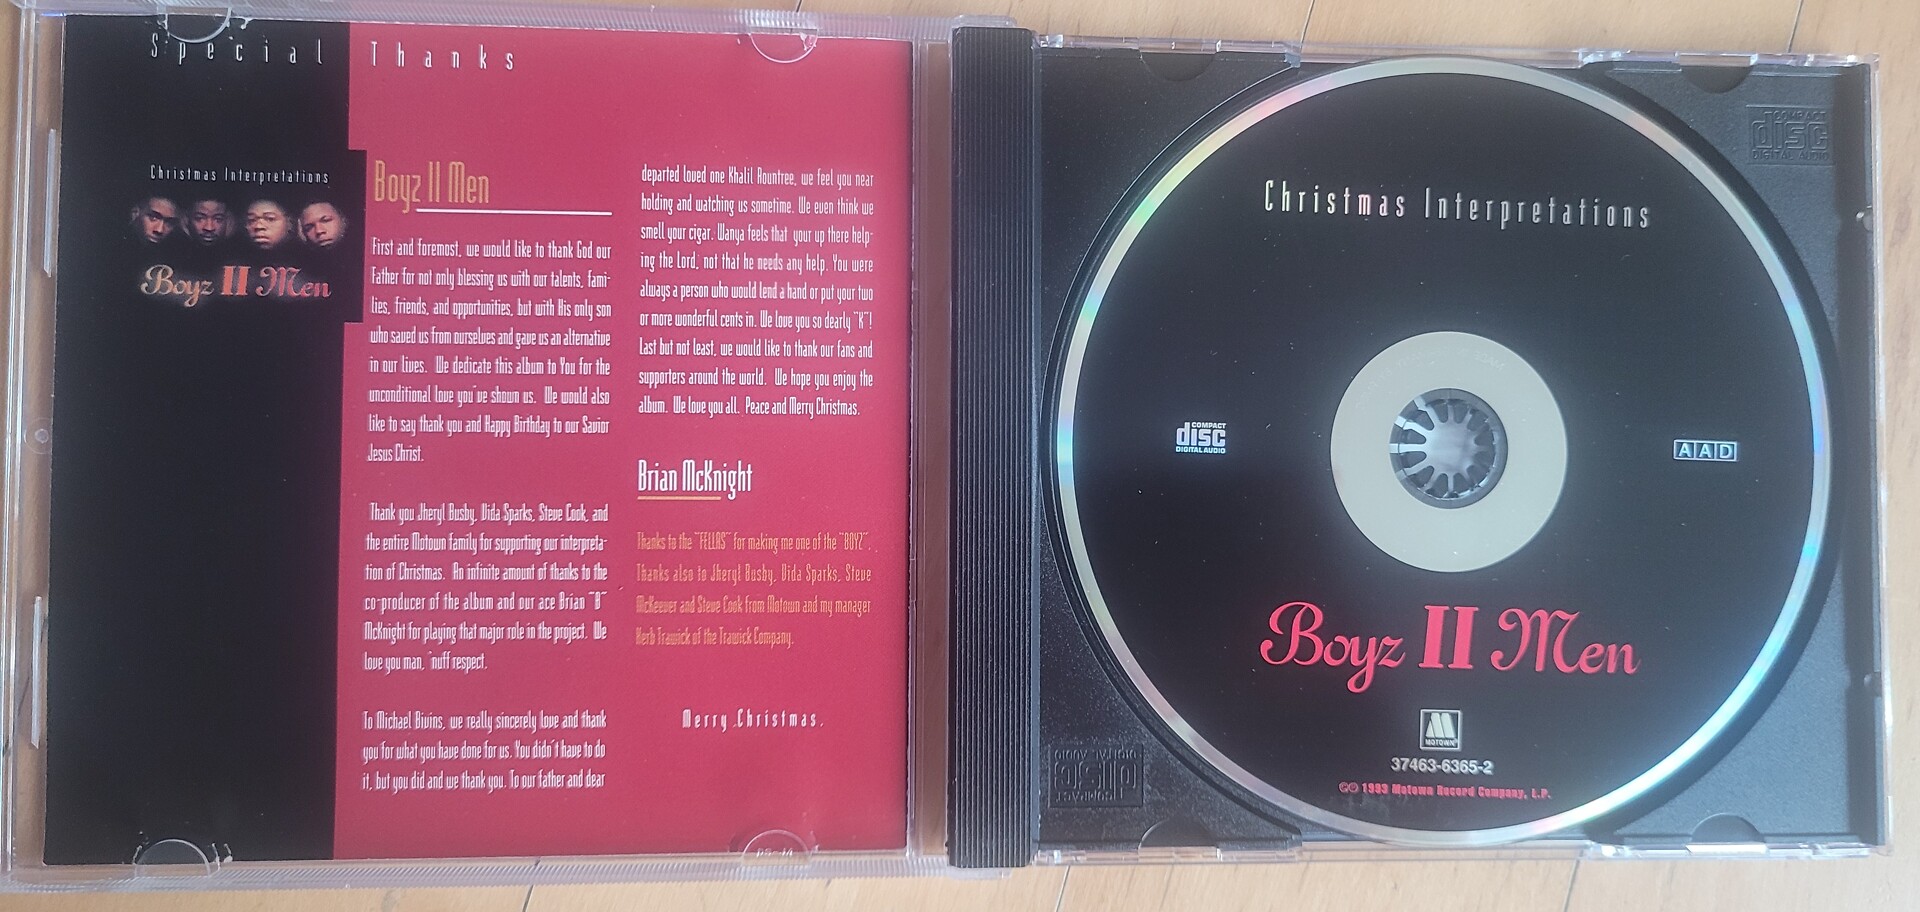 Special Thanks
Christmas Interpretations
Boyz II Men
Boyz II Men
First and foremost, we would like to thank God our
Father for not only blessing us with our talents, fami-
lies, friends, and opportunities, but with His only son
who saved us from ourselves and gave us an alternative
in our lives. We dedicate this album to You for the
unconditional love you've shown us. We would also
like to say thank you and Happy Birthday to our Savior
Jesus Christ.
Thank you Jheryl Busby, Vida Sparks, Steve Cook, and
the entire Motown family for supporting our interpreta-
tion of Christmas. An infinite amount of thanks to the
co-producer of the album and our ace Brian "B"
McKnight for playing that major role in the project. We
love you man, 'nuff respect.
To Michael Bivins, we really sincerely love and thank
you for what you have done for us. You didn't have to do
it, but you did and we thank you. To our father and dear
departed loved one Khalil Rountree, we feel you near
holding and watching us sometime. We even think we
smell your cigar. Wanya feels that your up there help-
ing the Lord, not that he needs any help. You were
always a person who would lend a hand or put your two
or more wonderful cents in. We love you so dearly "K"!
Last but not least, we would like to thank our fans and
supporters around the world. We hope you enjoy the
album. We love you all. Peace and Merry Christmas.
Brian McKnight
Thanks to the "FELLAS" for making me one of the "BOYZ".
Thanks also to Jheryl Busby, Vida Sparks, Steve
McKeever and Steve Cook from Motown and my manager
Herb Trawick of the Trawick Company.
Merry Christmas.
COMPACT
disc
DIGITAL AUDIO
Christmas Interpretations
COMPACT
disc
DIGITAL AUDIO
AAD
Boyz II Men
M
MOTOWN
37463-6365-2
℗© 1993 Motown Record Company, L.P.
COMPACT
disc
DIGITAL AUDIO